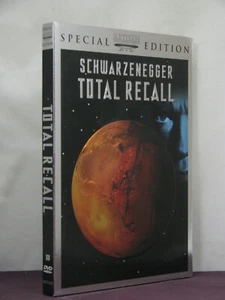 SPECIAL EDITION
SCHWARZENEGGER
TOTAL RECALL
TOTAL RECALL